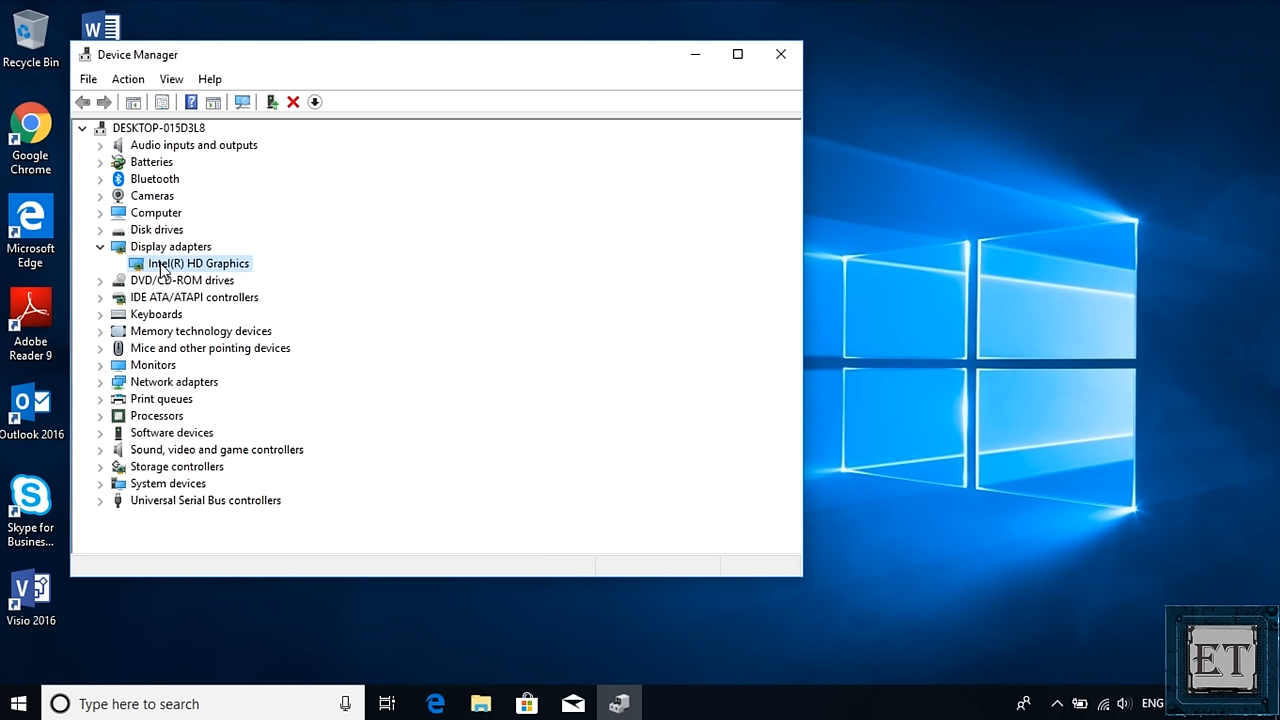 Recycle Bin
Google
Chrome
Microsoft
Edge
Adobe
Reader 9
Outlook 2016
Skype for
Busines...
Visio 2016
W
Device Manager
File Action View Help
DESKTOP-015D3L8
Audio inputs and outputs
Batteries
Bluetooth
Cameras
Computer
Disk drives
Display adapters
Intel(R) HD Graphics
DVD/CD-ROM drives
IDE ATA/ATAPI controllers
Keyboards
Memory technology devices
Mice and other pointing devices
Monitors
Network adapters
Print queues
Processors
Software devices
Sound, video and game controllers
Storage controllers
System devices
Universal Serial Bus controllers
Type here to search
ENG
ET